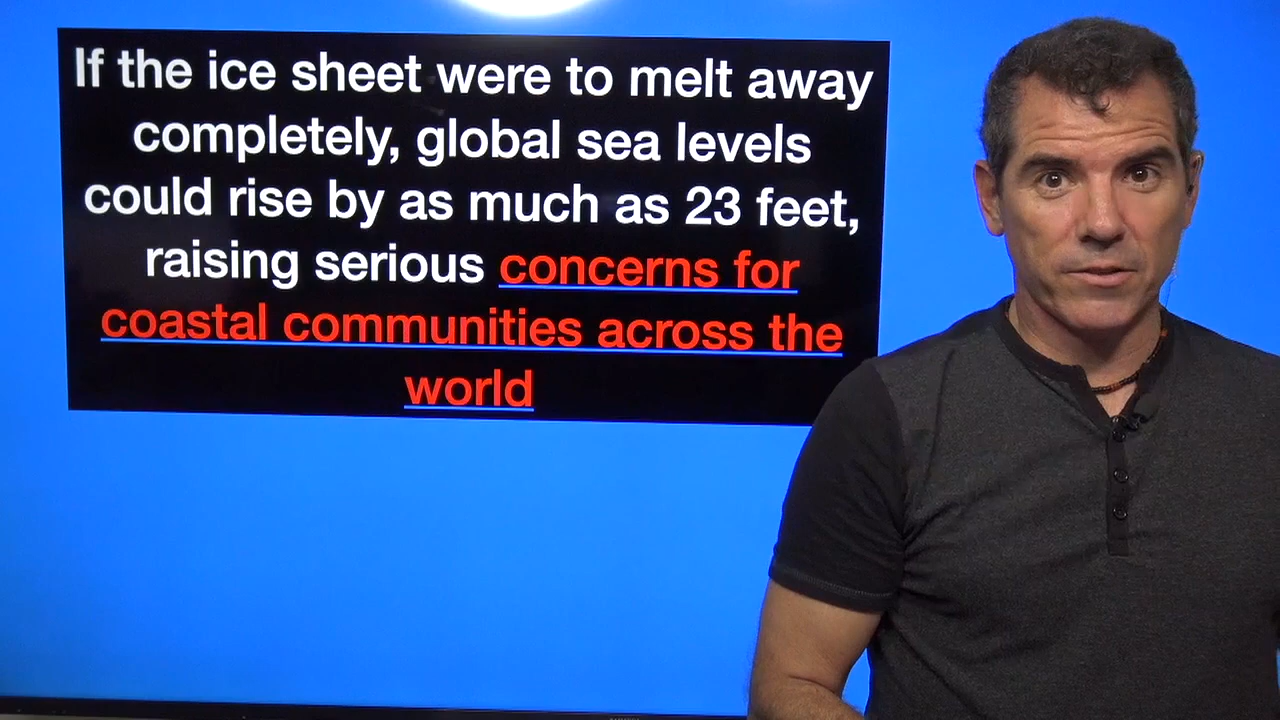 If the ice sheet were to melt away
completely, global sea levels
could rise by as much as 23 feet,
raising serious concerns for
coastal communities across the
world